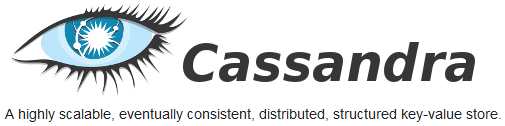 Cassandra
A highly scalable, eventually consistent, distributed, structured key-value store.